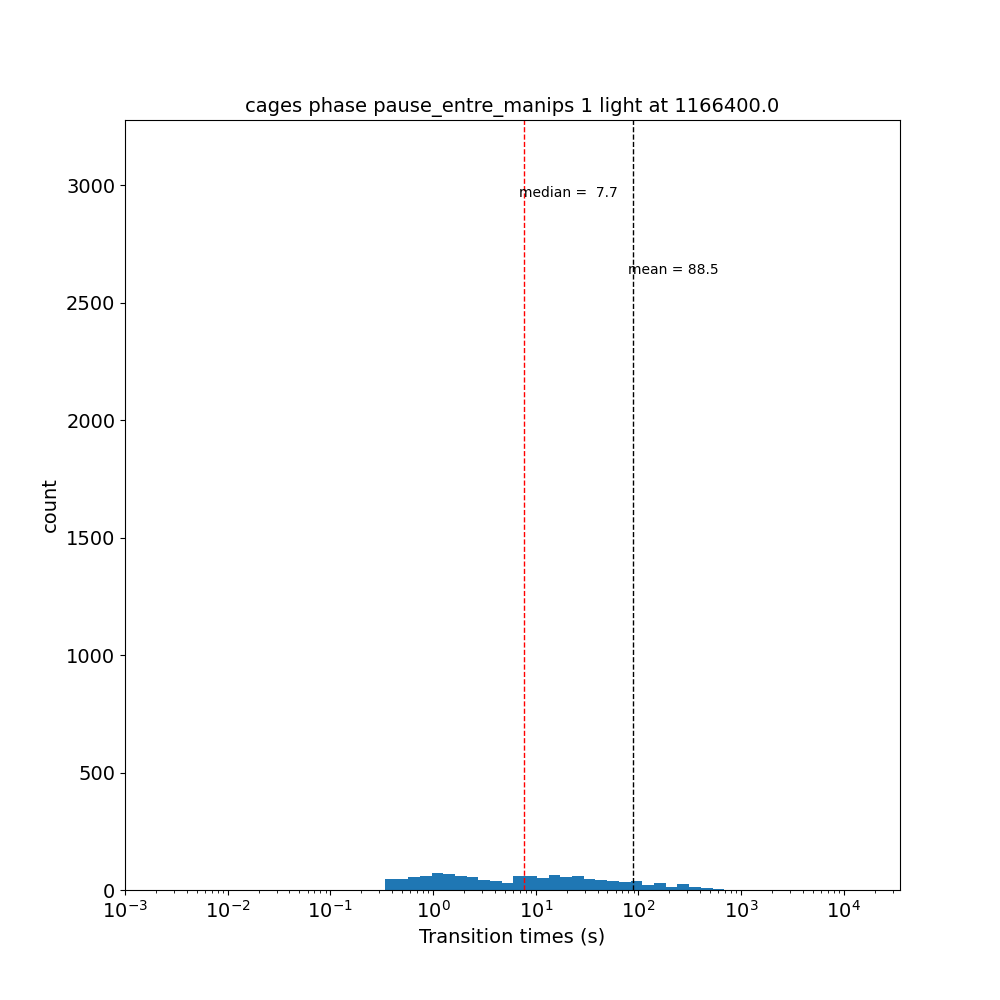 cages phase pause_entre_manips 1 light at 1166400.0
3000
median =  7.7
mean = 88.5
2500
2000
count
1500
1000
500
0
10⁻³ 10⁻² 10⁻¹ 10⁰ 10¹ 10² 10³ 10⁴
Transition times (s)